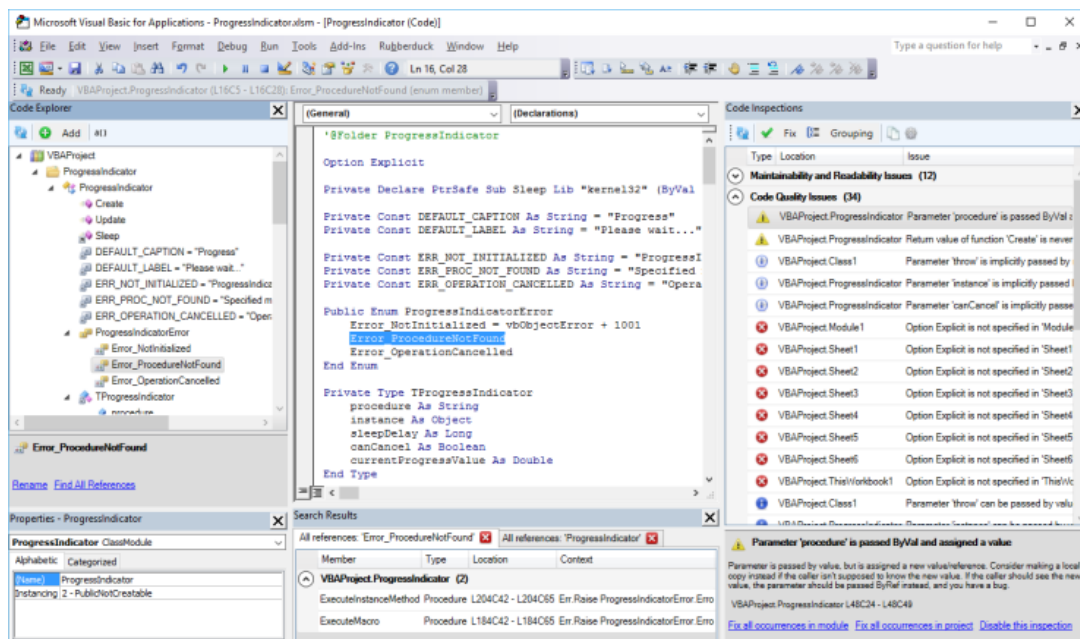 Microsoft Visual Basic for Applications - ProgressIndicator.xlsm - [ProgressIndicator (Code)]
File Edit View Insert Format Debug Run Tools Add-Ins Rubberduck Window Help
Type a question for help
Ln 16, Col 28
Ready VBAProject.ProgressIndicator (L16C5 - L16C28): Error_ProcedureNotFound (enum member)
Code Explorer
Add
VBAProject
ProgressIndicator
ProgressIndicator
Create
Update
Sleep
DEFAULT_CAPTION = "Progress"
DEFAULT_LABEL = "Please wait..."
ERR_NOT_INITIALIZED = "ProgressIndica
ERR_PROC_NOT_FOUND = "Specified m
ERR_OPERATION_CANCELLED = "Oper
ProgressIndicatorError
Error_NotInitialized
Error_ProcedureNotFound
Error_OperationCancelled
TProgressIndicator
procedure
Error_ProcedureNotFound
Rename Find All References
Properties - ProgressIndicator
ProgressIndicator ClassModule
Alphabetic Categorized
(Name) ProgressIndicator
Instancing 2 - PublicNotCreatable
(General) (Declarations)
'@Folder ProgressIndicator
Option Explicit
Private Declare PtrSafe Sub Sleep Lib "kernel32" (ByVal
Private Const DEFAULT_CAPTION As String = "Progress"
Private Const DEFAULT_LABEL As String = "Please wait..."
Private Const ERR_NOT_INITIALIZED As String = "ProgressI
Private Const ERR_PROC_NOT_FOUND As String = "Specified
Private Const ERR_OPERATION_CANCELLED As String = "Opera
Public Enum ProgressIndicatorError
Error_NotInitialized = vbObjectError + 1001
Error_ProcedureNotFound
Error_OperationCancelled
End Enum
Private Type TProgressIndicator
procedure As String
instance As Object
sleepDelay As Long
canCancel As Boolean
currentProgressValue As Double
End Type
Search Results
All references: 'Error_ProcedureNotFound' All references: 'ProgressIndicator'
Member Type Location Context
VBAProject.ProgressIndicator (2)
ExecuteInstanceMethod Procedure L204C42 - L204C65 Err.Raise ProgressIndicatorError.Erro
ExecuteMacro Procedure L184C42 - L184C65 Err.Raise ProgressIndicatorError.Erro
Code Inspections
Fix Grouping
Type Location Issue
Maintainability and Readability Issues (12)
Code Quality Issues (34)
VBAProject.ProgressIndicator Parameter 'procedure' is passed ByVal a
VBAProject.ProgressIndicator Return value of function 'Create' is never
VBAProject.Class1 Parameter 'throw' is implicitly passed by
VBAProject.ProgressIndicator Parameter 'instance' is implicitly passed
VBAProject.ProgressIndicator Parameter 'canCancel' is implicitly passe
VBAProject.Module1 Option Explicit is not specified in 'Module
VBAProject.Sheet1 Option Explicit is not specified in 'Sheet1
VBAProject.Sheet2 Option Explicit is not specified in 'Sheet2
VBAProject.Sheet3 Option Explicit is not specified in 'Sheet3
VBAProject.Sheet4 Option Explicit is not specified in 'Sheet4
VBAProject.Sheet5 Option Explicit is not specified in 'Sheet5
VBAProject.Sheet6 Option Explicit is not specified in 'Sheet6
VBAProject.ThisWorkbook1 Option Explicit is not specified in 'ThisWo
VBAProject.Class1 Parameter 'throw' can be passed by valu
Parameter 'procedure' is passed ByVal and assigned a value
Parameter is passed by value, but is assigned a new value/reference. Consider making a local
copy instead if the caller isn't supposed to know the new value. If the caller should see the new
value, the parameter should be passed ByRef instead, and you have a bug.
VBAProject.ProgressIndicator L48C24 - L48C49
Fix all occurrences in module Fix all occurrences in project Disable this inspection